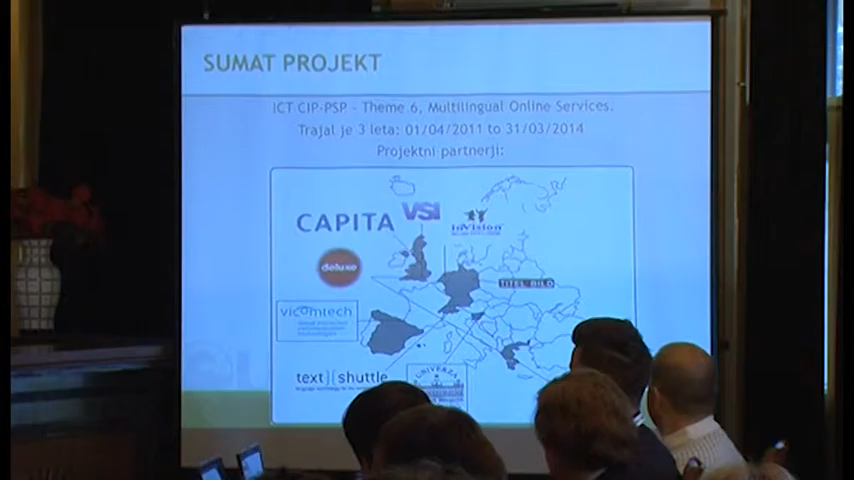 SUMAT PROJEKT
ICT CIP-PSP - Theme 6, Multilingual Online Services.
Trajal je 3 leta: 01/04/2011 to 31/03/2014
Projektni partnerji:
CAPITA
VSI
inVision
deluxe
TITELBILD
vicomtech
text shuttle
UNIVERZA